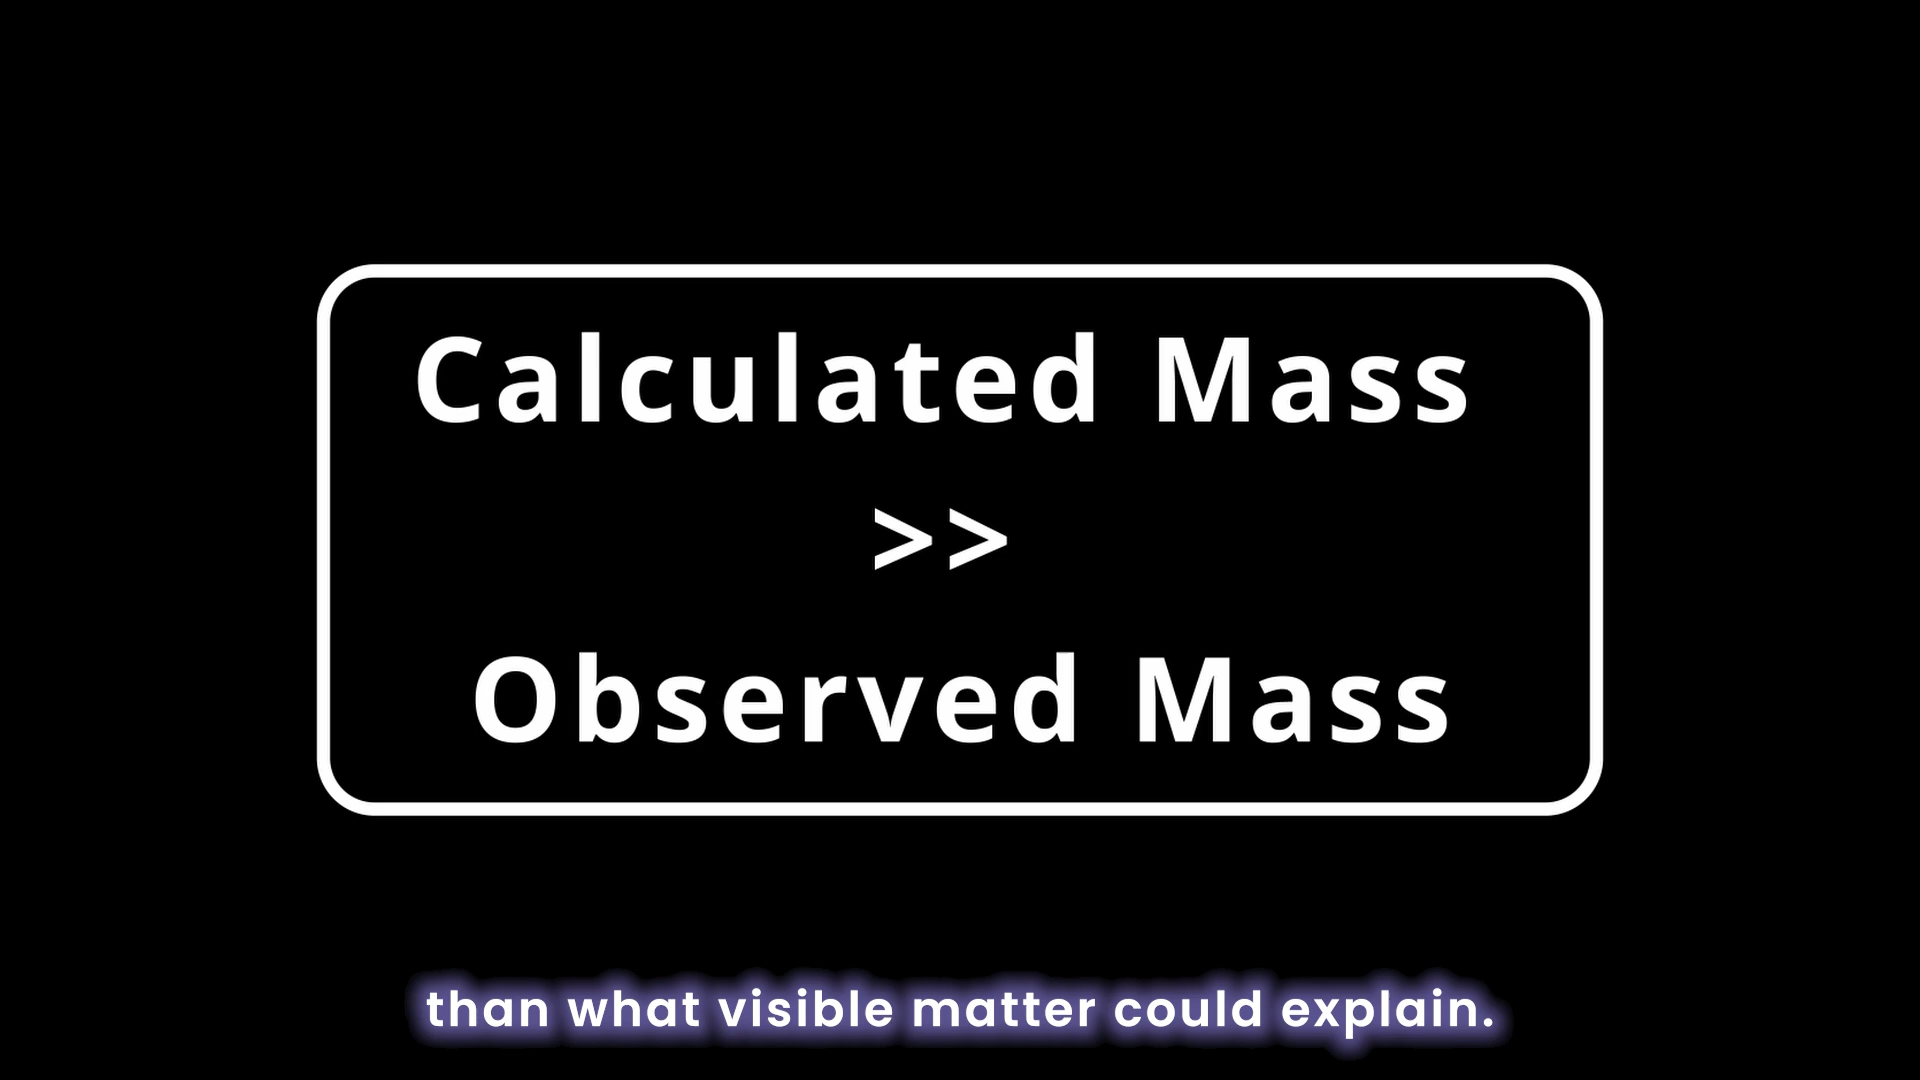 Calculated Mass
>>
Observed Mass
than what visible matter could explain.